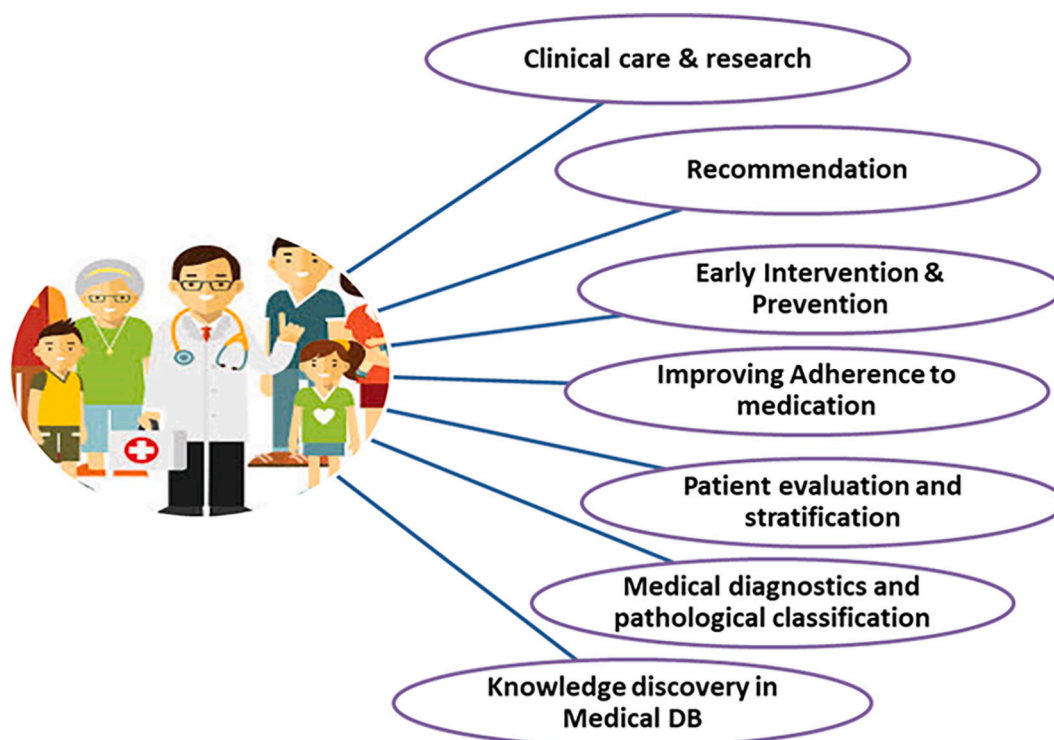 Clinical care & research
Recommendation
Early Intervention &
Prevention
Improving Adherence to
medication
Patient evaluation and
stratification
Medical diagnostics and
pathological classification
Knowledge discovery in
Medical DB